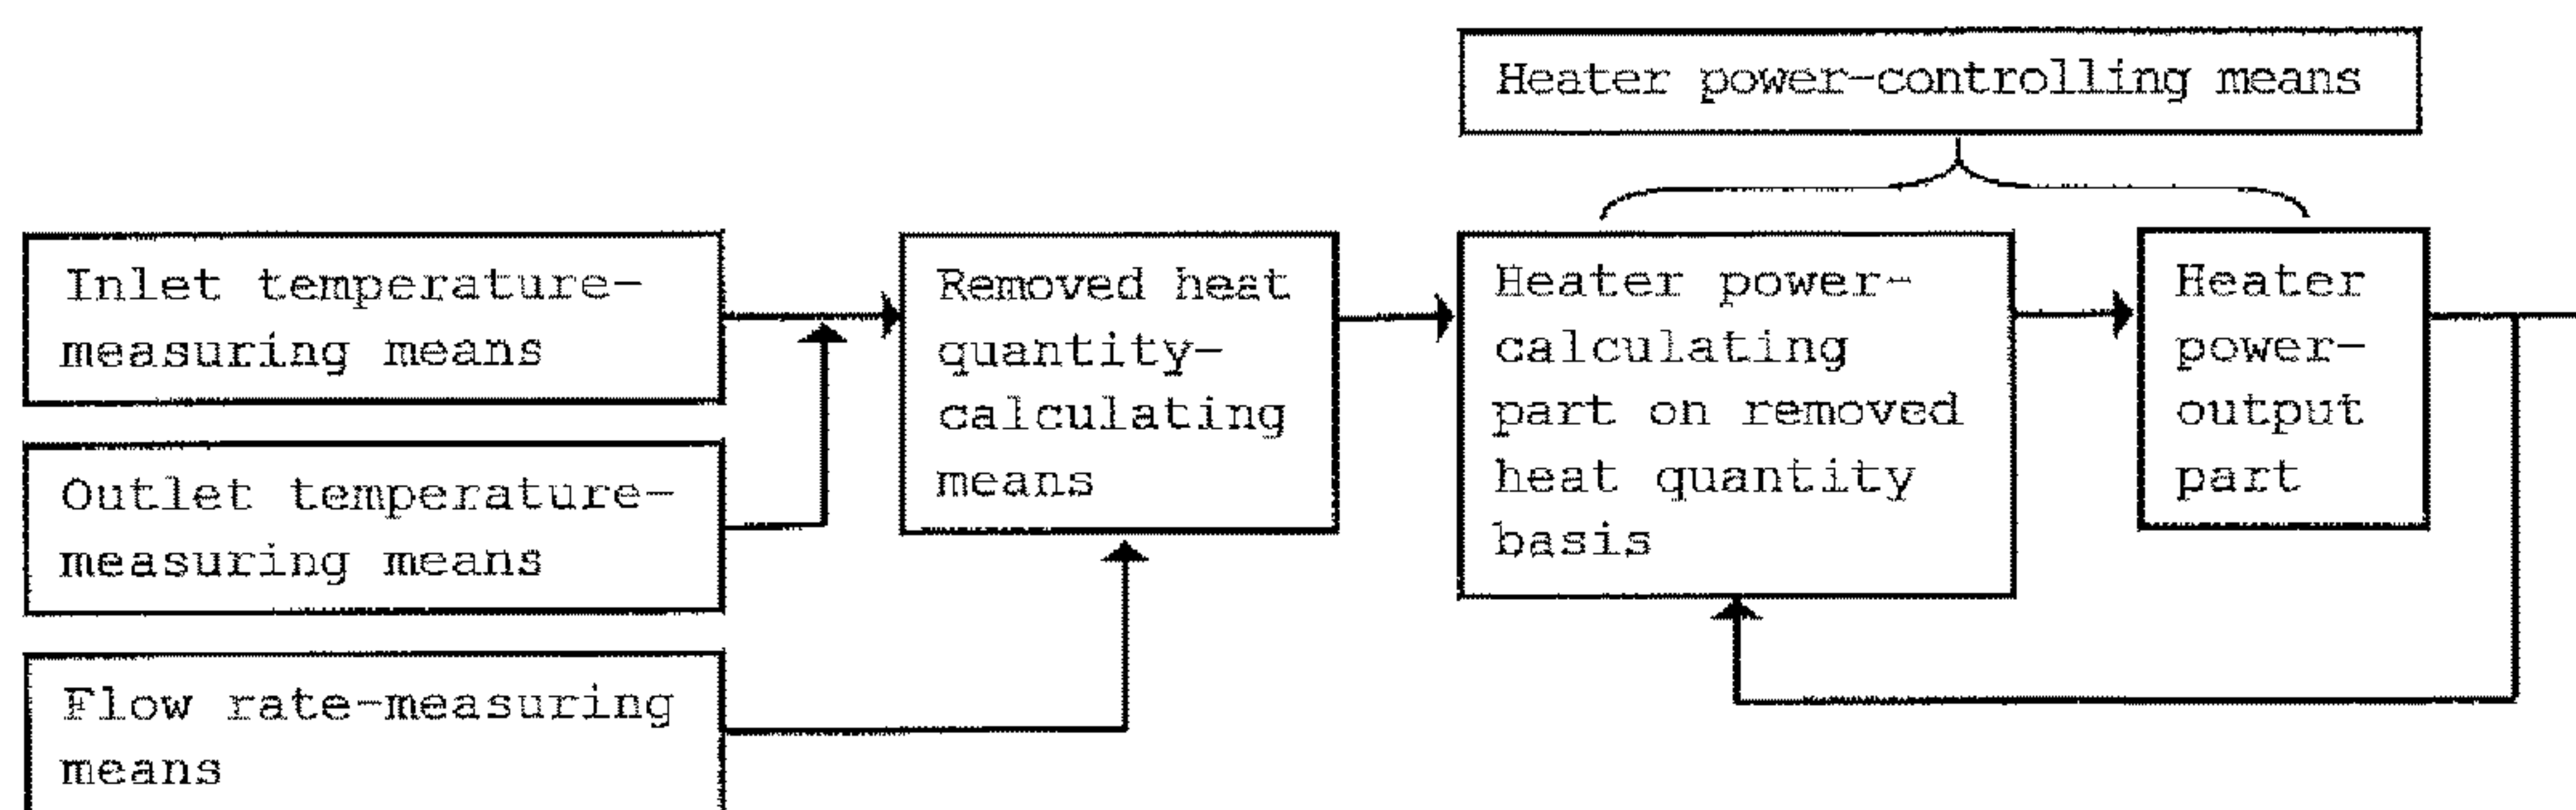 Heater power-controlling means
Inlet temperature-
measuring means
Outlet temperature-
measuring means
Flow rate-measuring
means
Removed heat
quantity-
calculating
means
Heater power-
calculating
part on removed
heat quantity
basis
Heater
power-
output
part